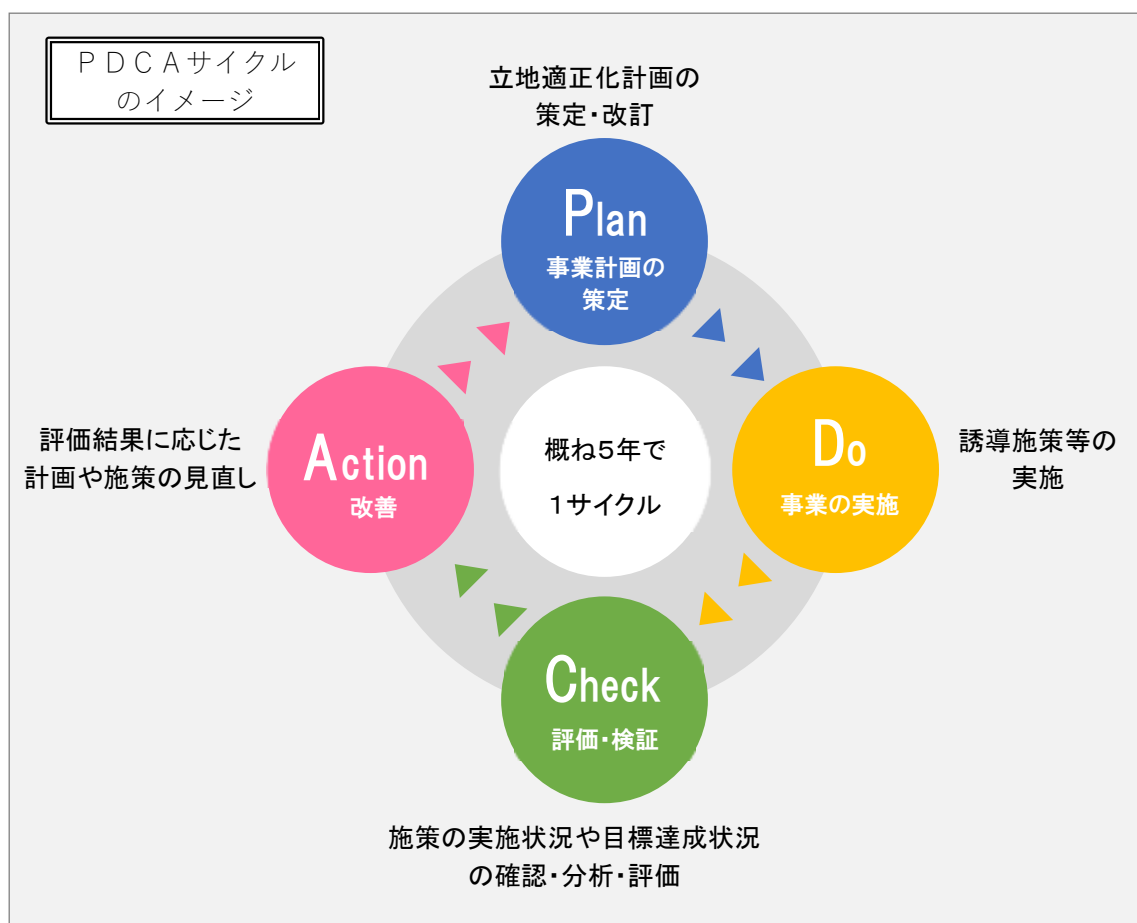 ＰＤＣＡサイクル
のイメージ
立地適正化計画の
策定・改訂
Plan
事業計画の
策定
評価結果に応じた
計画や施策の見直し
Action
改善
概ね５年で
１サイクル
Do
事業の実施
誘導施策等の
実施
Check
評価・検証
施策の実施状況や目標達成状況
の確認・分析・評価